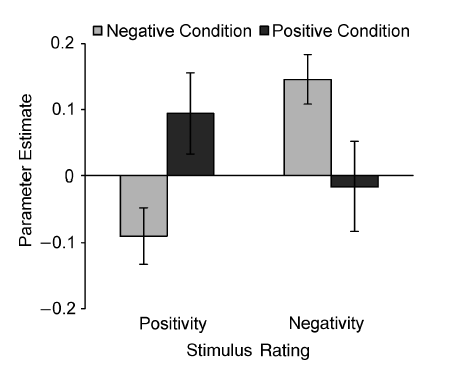 Negative Condition Positive Condition
0.2
0.1
0
−0.1
−0.2
Parameter Estimate
Positivity Negativity
Stimulus Rating